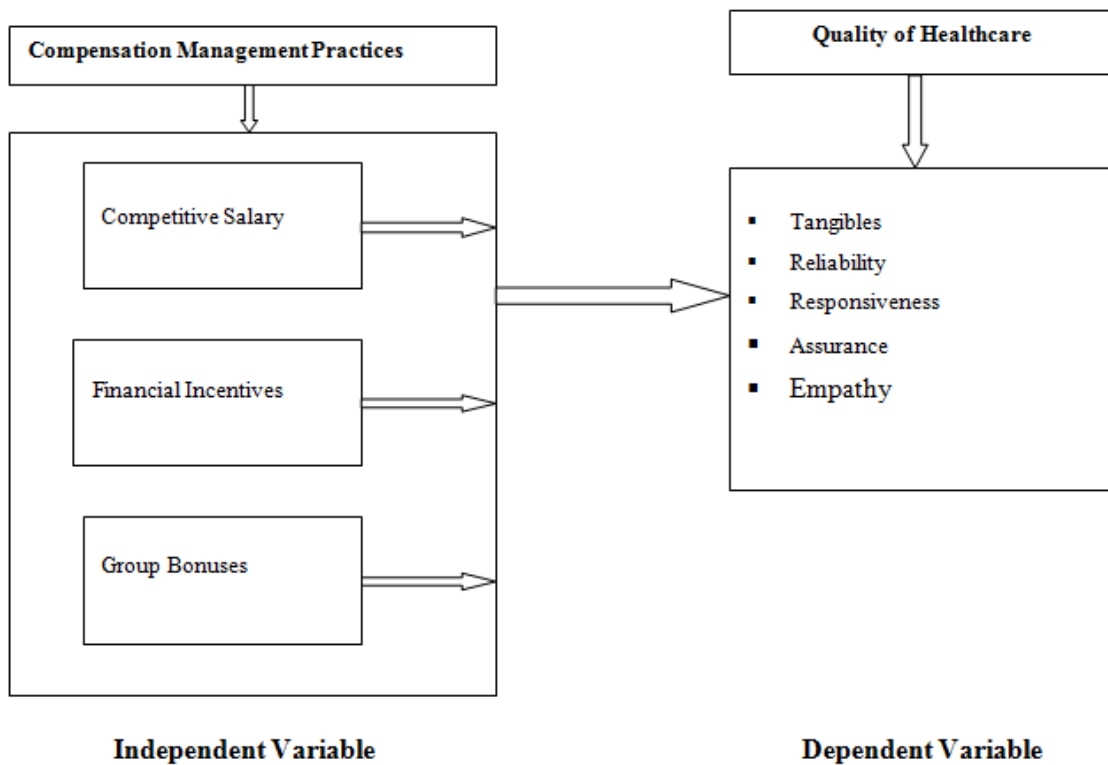 Compensation Management Practices
Competitive Salary
Financial Incentives
Group Bonuses
Independent Variable
Quality of Healthcare
Tangibles
Reliability
Responsiveness
Assurance
Empathy
Dependent Variable